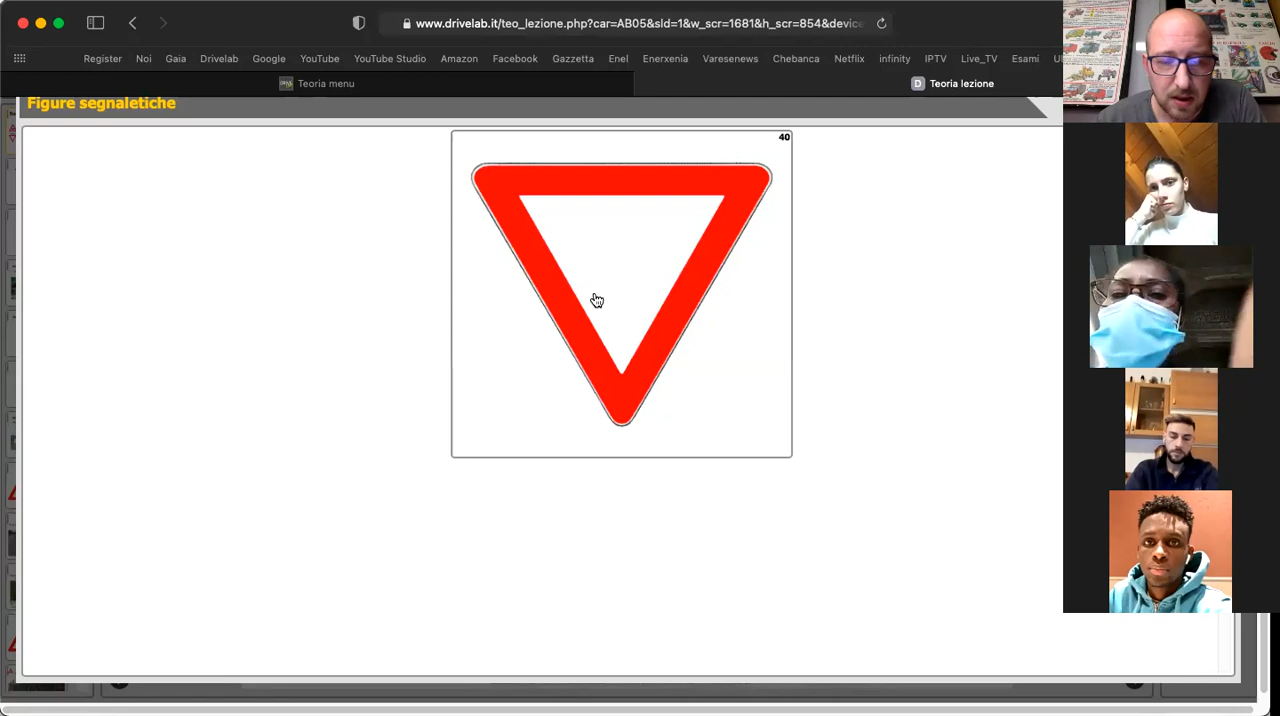 www.drivelab.it/teo_lezione.php?car=AB05&sld=1&w_scr=1681&h_scr=854&device
Register Noi Gaia Drivelab Google YouTube YouTube Studio Amazon Facebook Gazzetta Enel Enerxenia Varesenews Chebanca Netflix infinity IPTV Live_TV Esami
Teoria menu
D Teoria lezione
Figure segnaletiche
40